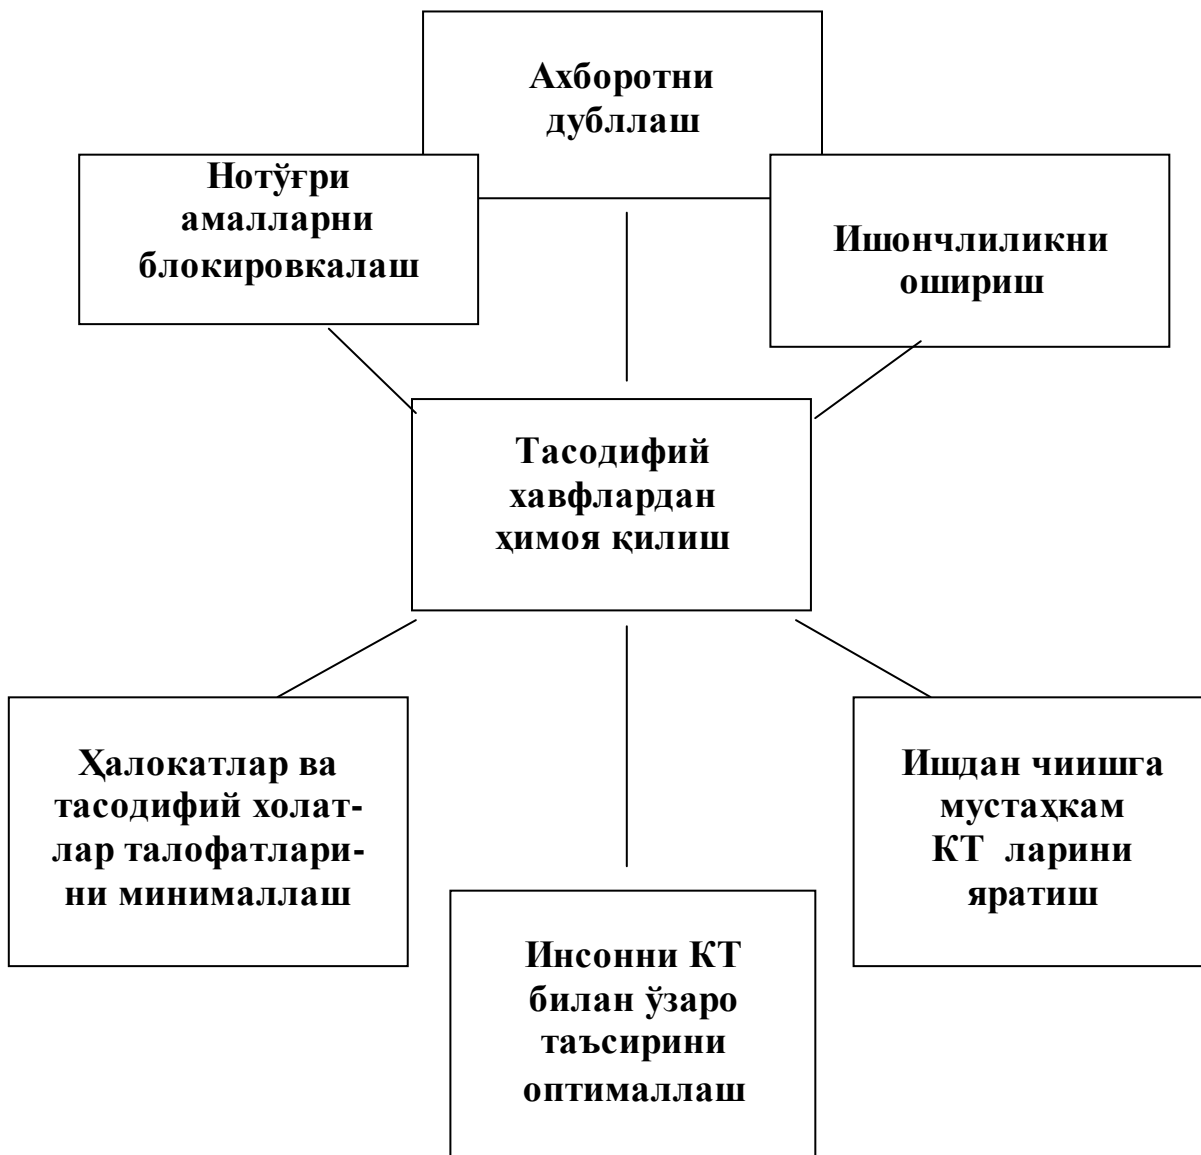 Ахборотни
дубллаш
Нотўғри
амалларни
блокировкалаш
Ишончлиликни
ошириш
Тасодифий
хавфлардан
ҳимоя қилиш
Ҳалокатлар ва
тасодифий холат-
лар талофатлари-
ни минималлаш
Инсонни КТ
билан ўзаро
таъсирини
оптималлаш
Ишдан чиишга
мустаҳкам
КТ ларини
яратиш